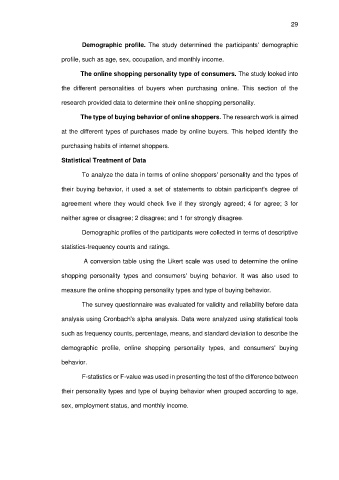 29
Demographic profile. The study determined the participants' demographic
profile, such as age, sex, occupation, and monthly income.
The online shopping personality type of consumers. The study looked into
the different personalities of buyers when purchasing online. This section of the
research provided data to determine their online shopping personality.
The type of buying behavior of online shoppers. The research work is aimed
at the different types of purchases made by online buyers. This helped identify the
purchasing habits of internet shoppers.
Statistical Treatment of Data
To analyze the data in terms of online shoppers' personality and the types of
their buying behavior, it used a set of statements to obtain participant's degree of
agreement where they would check five if they strongly agreed; 4 for agree; 3 for
neither agree or disagree; 2 disagree; and 1 for strongly disagree.
Demographic profiles of the participants were collected in terms of descriptive
statistics-frequency counts and ratings.
A conversion table using the Likert scale was used to determine the online
shopping personality types and consumers' buying behavior. It was also used to
measure the online shopping personality types and type of buying behavior.
The survey questionnaire was evaluated for validity and reliability before data
analysis using Cronbach's alpha analysis. Data were analyzed using statistical tools
such as frequency counts, percentage, means, and standard deviation to describe the
demographic profile, online shopping personality types, and consumers' buying
behavior.
F-statistics or F-value was used in presenting the test of the difference between
their personality types and type of buying behavior when grouped according to age,
sex, employment status, and monthly income.